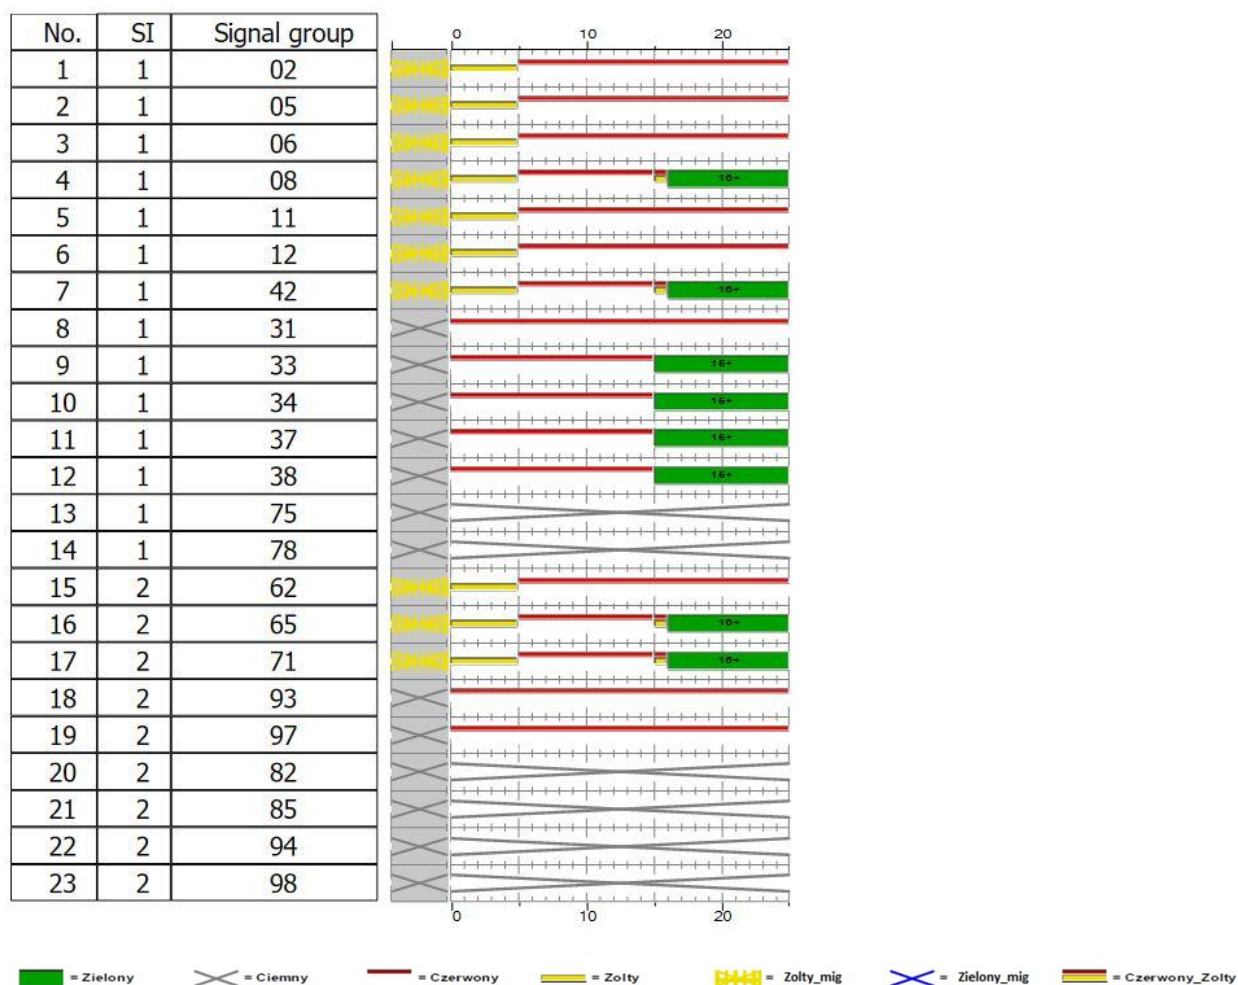 No. SI Signal group
0 10 20
1 1 02
2 1 05
3 1 06
4 1 08 16+
5 1 11
6 1 12
7 1 42 16+
8 1 31
9 1 33 15+
10 1 34 15+
11 1 37 15+
12 1 38 15+
13 1 75
14 1 78
15 2 62
16 2 65 16+
17 2 71 16+
18 2 93
19 2 97
20 2 82
21 2 85
22 2 94
23 2 98
0 10 20
= Zielony = Ciemny = Czerwony = Zolty = Zolty_mig = Zielony_mig = Czerwony_Zolty